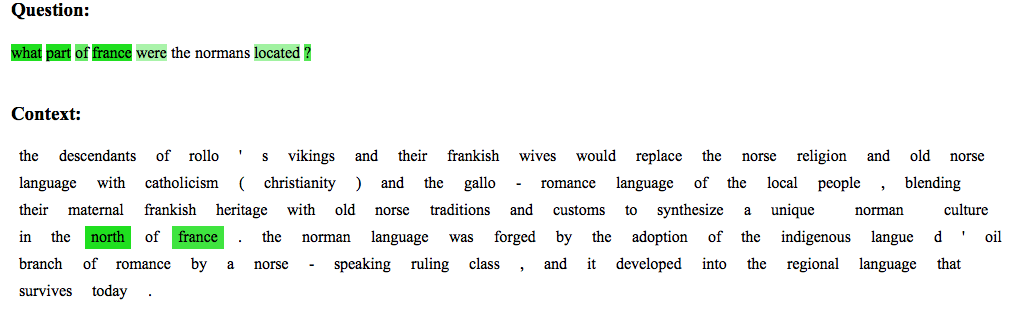 Question:
what part of france were the normans located ?
Context:
the descendants of rollo ' s vikings and their frankish wives would replace the norse religion and old norse
language with catholicism ( christianity ) and the gallo - romance language of the local people , blending
their maternal frankish heritage with old norse traditions and customs to synthesize a unique norman culture
in the north of france . the norman language was forged by the adoption of the indigenous langue d ' oil
branch of romance by a norse - speaking ruling class , and it developed into the regional language that
survives today .